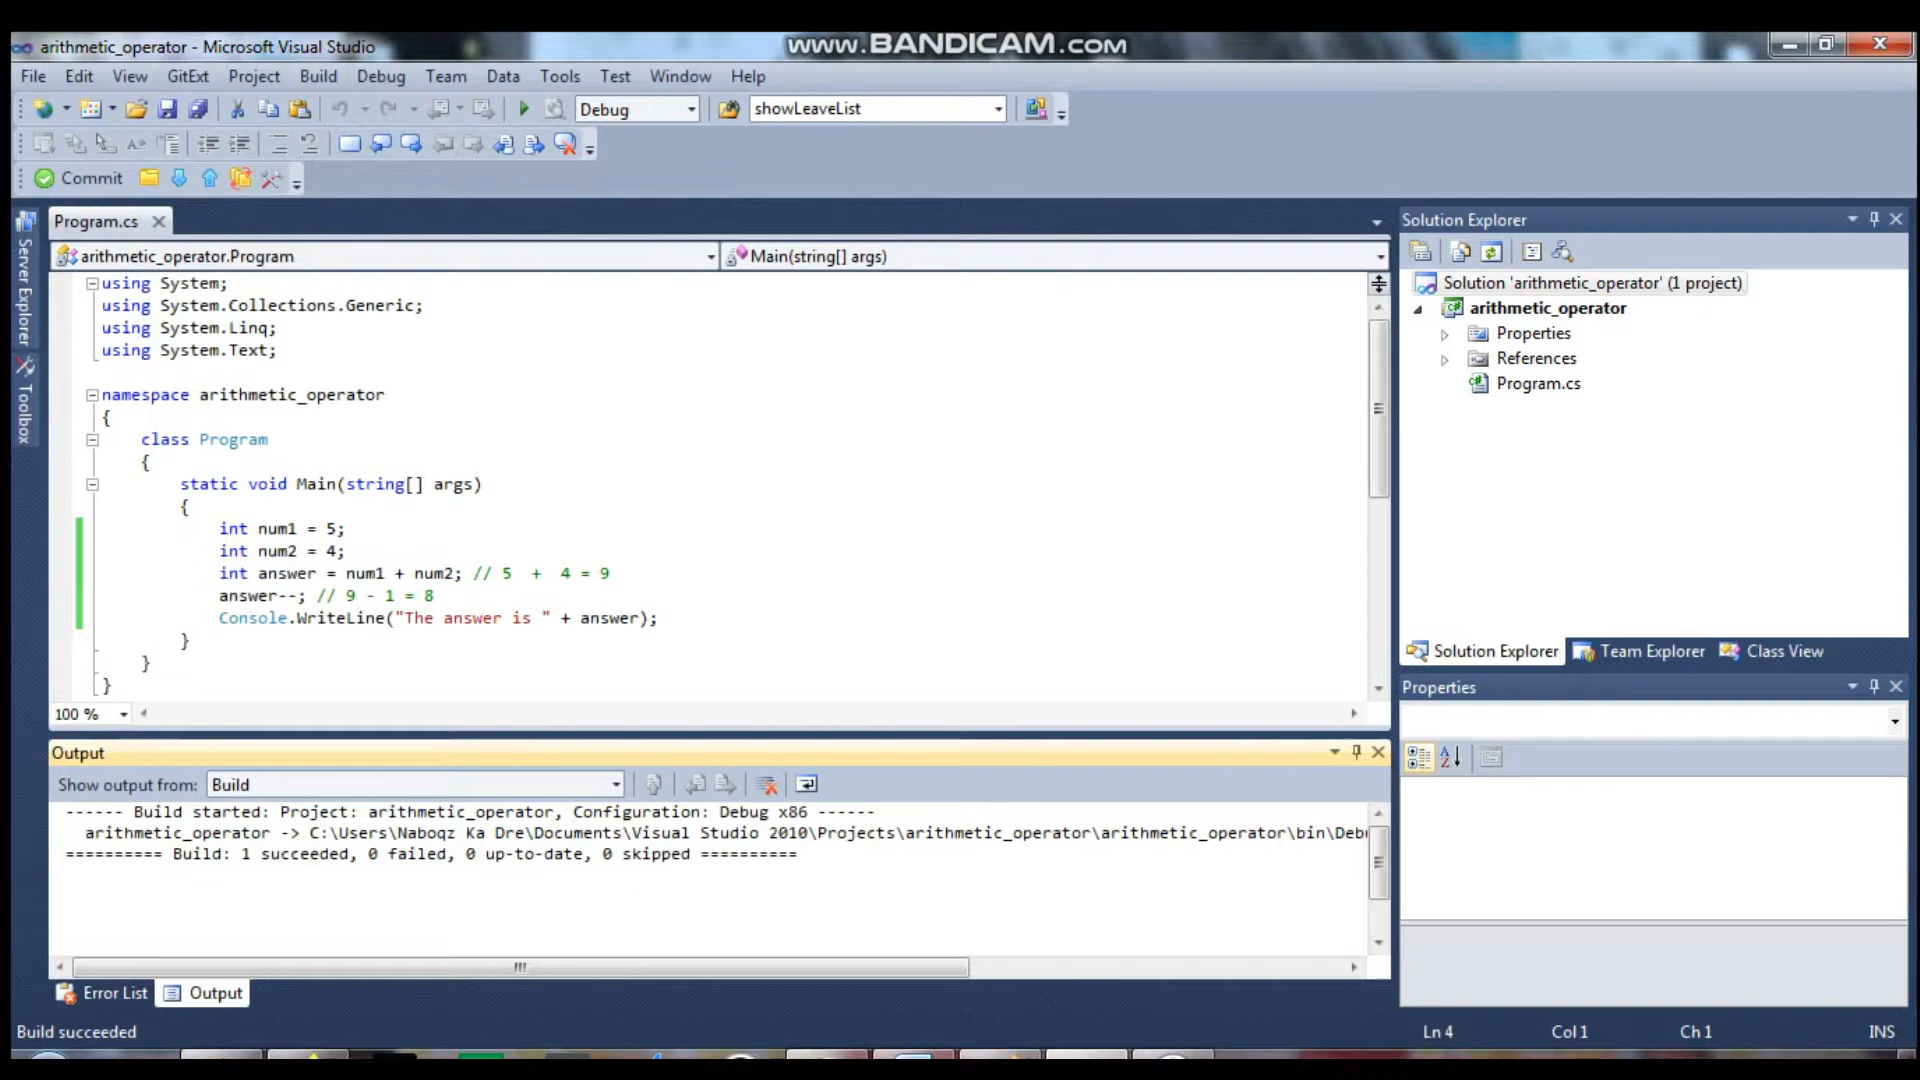 arithmetic_operator - Microsoft Visual Studio
www.BANDICAM.com
File Edit View GitExt Project Build Debug Team Data Tools Test Window Help
Debug showLeaveList
Commit
Server Explorer
Toolbox
Program.cs
arithmetic_operator.Program Main(string[] args)
using System;
using System.Collections.Generic;
using System.Linq;
using System.Text;
namespace arithmetic_operator
{
class Program
{
static void Main(string[] args)
{
int num1 = 5;
int num2 = 4;
int answer = num1 + num2; // 5 + 4 = 9
answer--; // 9 - 1 = 8
Console.WriteLine("The answer is " + answer);
}
}
}
100 %
Output
Show output from: Build
------ Build started: Project: arithmetic_operator, Configuration: Debug x86 ------
arithmetic_operator -> C:\Users\Naboqz Ka Dre\Documents\Visual Studio 2010\Projects\arithmetic_operator\arithmetic_operator\bin\Deb
========== Build: 1 succeeded, 0 failed, 0 up-to-date, 0 skipped ==========
Error List Output
Solution Explorer
Solution 'arithmetic_operator' (1 project)
arithmetic_operator
Properties
References
Program.cs
Solution Explorer Team Explorer Class View
Properties
Build succeeded Ln 4 Col 1 Ch 1 INS